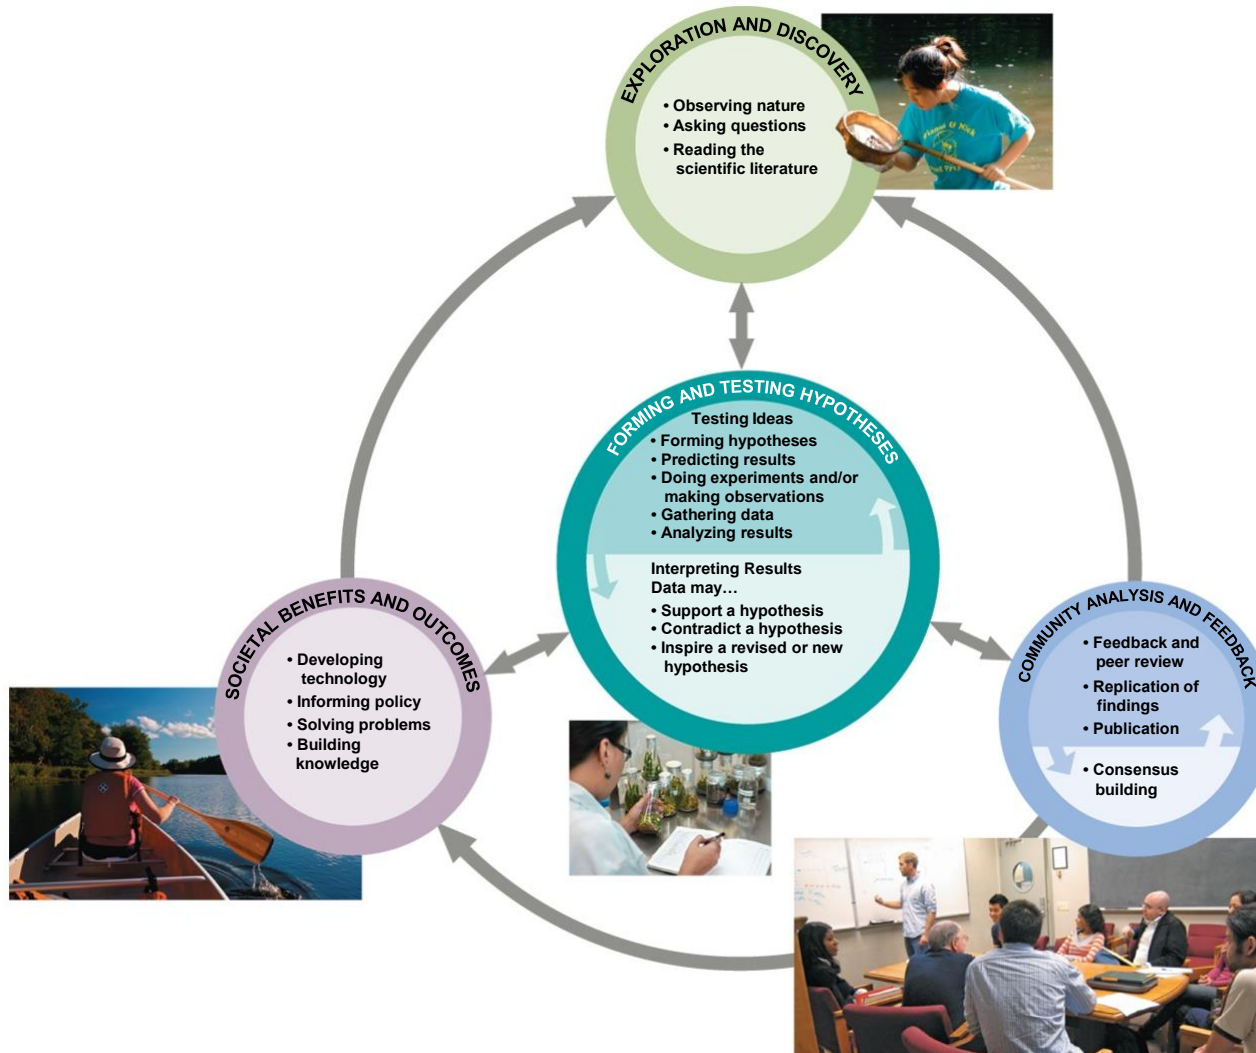 EXPLORATION AND DISCOVERY
• Observing nature
• Asking questions
• Reading the
scientific literature
FORMING AND TESTING HYPOTHESES
Testing Ideas
• Forming hypotheses
• Predicting results
• Doing experiments and/or
making observations
• Gathering data
• Analyzing results
Interpreting Results
Data may…
• Support a hypothesis
• Contradict a hypothesis
• Inspire a revised or new
hypothesis
SOCIETAL BENEFITS AND OUTCOMES
• Developing
technology
• Informing policy
• Solving problems
• Building
knowledge
COMMUNITY ANALYSIS AND FEEDBACK
• Feedback and
peer review
• Replication of
findings
• Publication
• Consensus
building